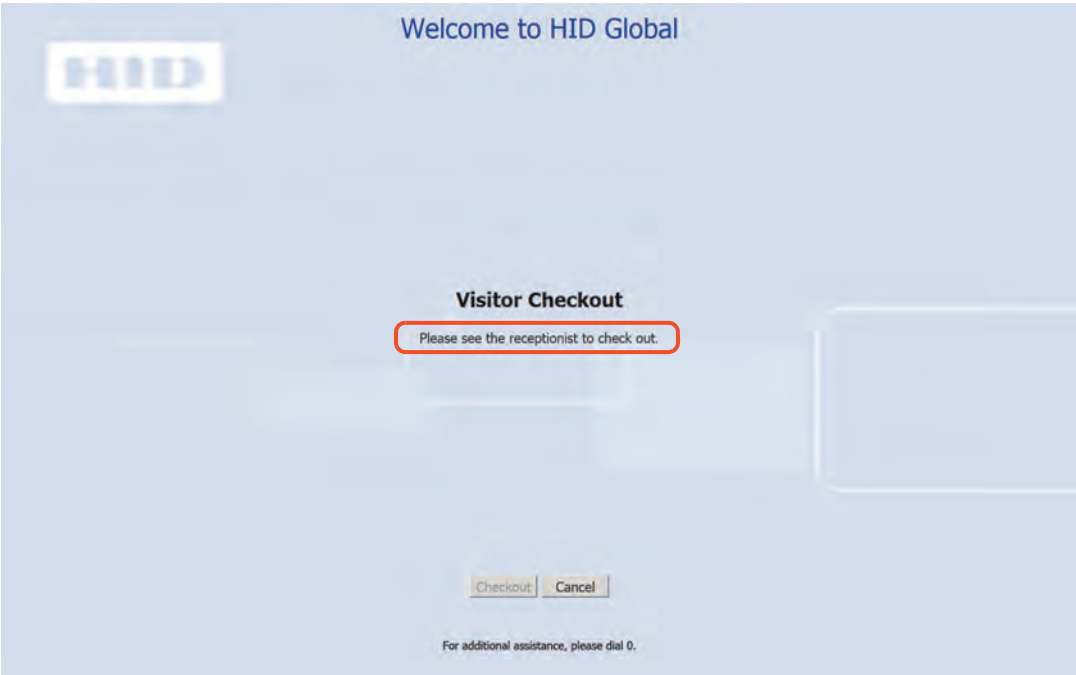 Welcome to HID Global
HID
Visitor Checkout
Please see the receptionist to check out.
Checkout Cancel
For additional assistance, please dial 0.